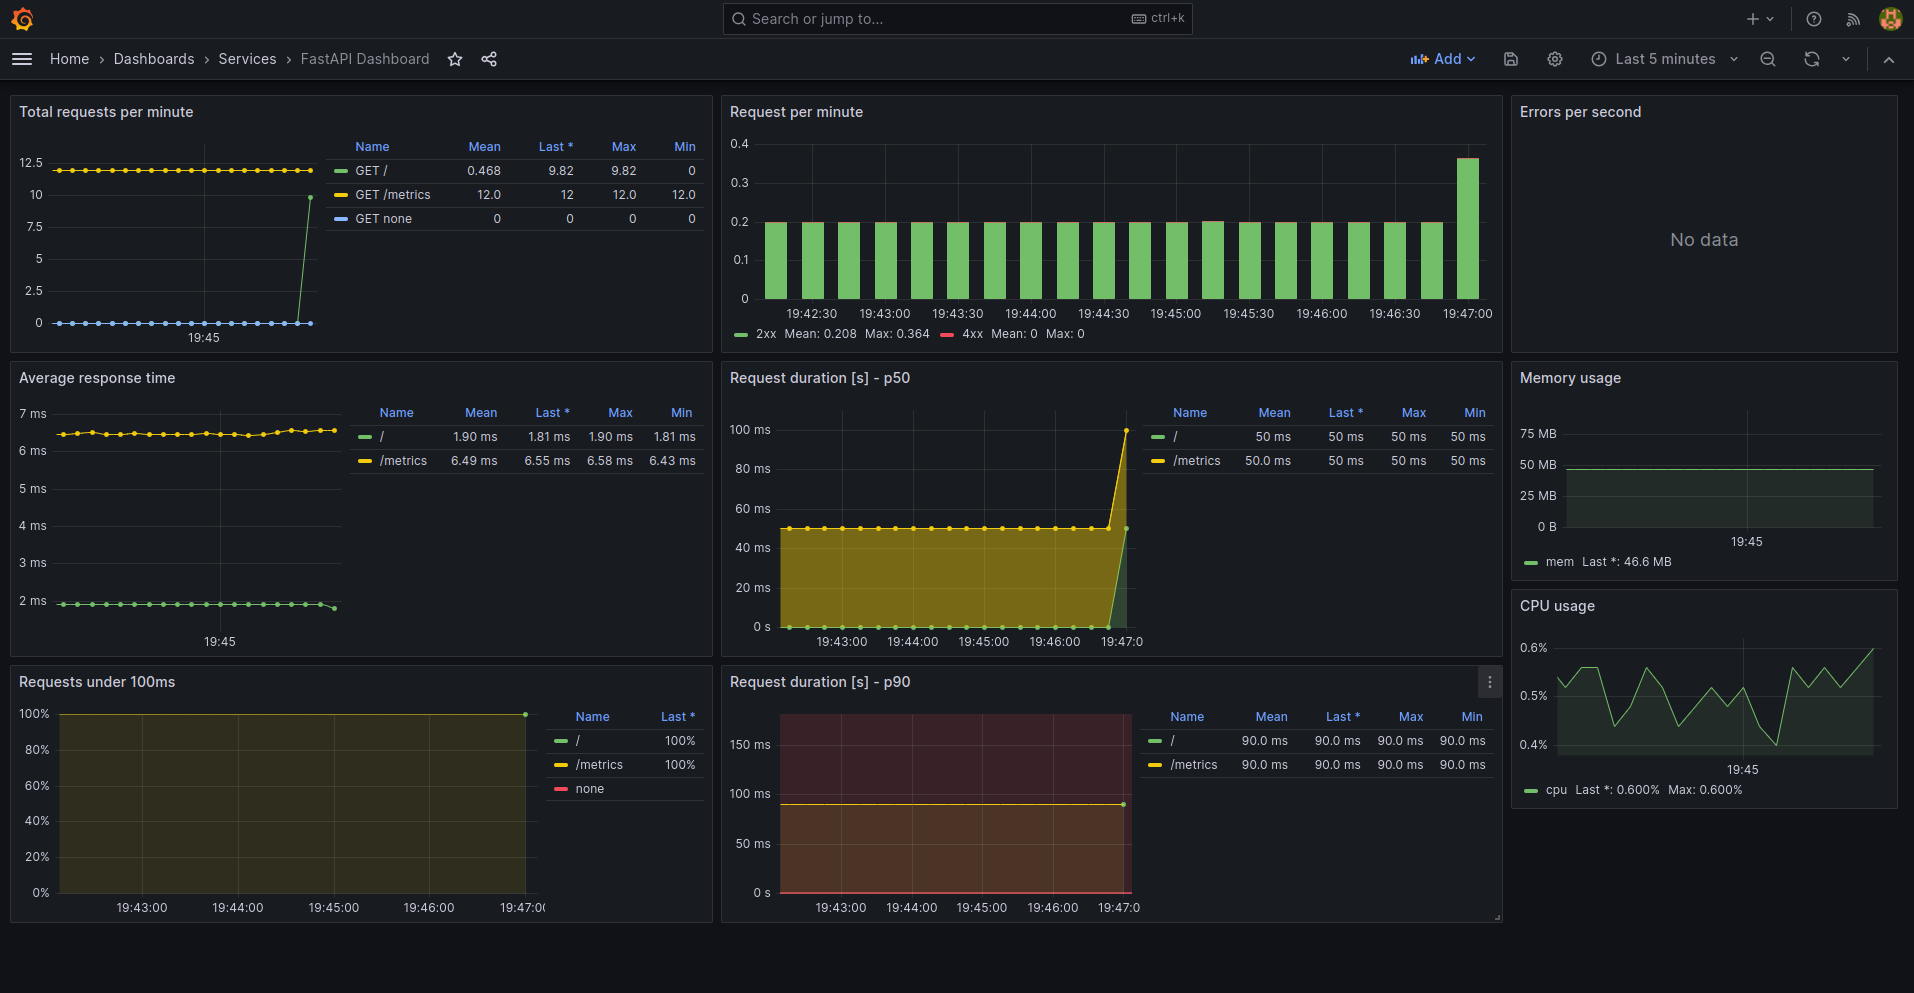 Search or jump to...
ctrl+k
Home › Dashboards › Services › FastAPI Dashboard
Add
Last 5 minutes
Total requests per minute
12.5
10
7.5
5
2.5
0
19:45
Name Mean Last * Max Min
GET / 0.468 9.82 9.82 0
GET /metrics 12.0 12 12.0 12.0
GET none 0 0 0 0
Request per minute
0.4
0.3
0.2
0.1
0
19:42:30 19:43:00 19:43:30 19:44:00 19:44:30 19:45:00 19:45:30 19:46:00 19:46:30 19:47:00
2xx Mean: 0.208 Max: 0.364 4xx Mean: 0 Max: 0
Errors per second
No data
Average response time
7 ms
6 ms
5 ms
4 ms
3 ms
2 ms
19:45
Name Mean Last * Max Min
/ 1.90 ms 1.81 ms 1.90 ms 1.81 ms
/metrics 6.49 ms 6.55 ms 6.58 ms 6.43 ms
Request duration [s] - p50
100 ms
80 ms
60 ms
40 ms
20 ms
0 s
19:43:00 19:44:00 19:45:00 19:46:00 19:47:0
Name Mean Last * Max Min
/ 50 ms 50 ms 50 ms 50 ms
/metrics 50.0 ms 50 ms 50 ms 50 ms
Memory usage
75 MB
50 MB
25 MB
0 B
19:45
mem Last *: 46.6 MB
CPU usage
0.6%
0.5%
0.4%
19:45
cpu Last *: 0.600% Max: 0.600%
Requests under 100ms
100%
80%
60%
40%
20%
0%
19:43:00 19:44:00 19:45:00 19:46:00 19:47:00
Name Last *
/ 100%
/metrics 100%
none
Request duration [s] - p90
150 ms
100 ms
50 ms
0 s
19:43:00 19:44:00 19:45:00 19:46:00 19:47:0
Name Mean Last * Max Min
/ 90.0 ms 90.0 ms 90.0 ms 90.0 ms
/metrics 90.0 ms 90.0 ms 90.0 ms 90.0 ms